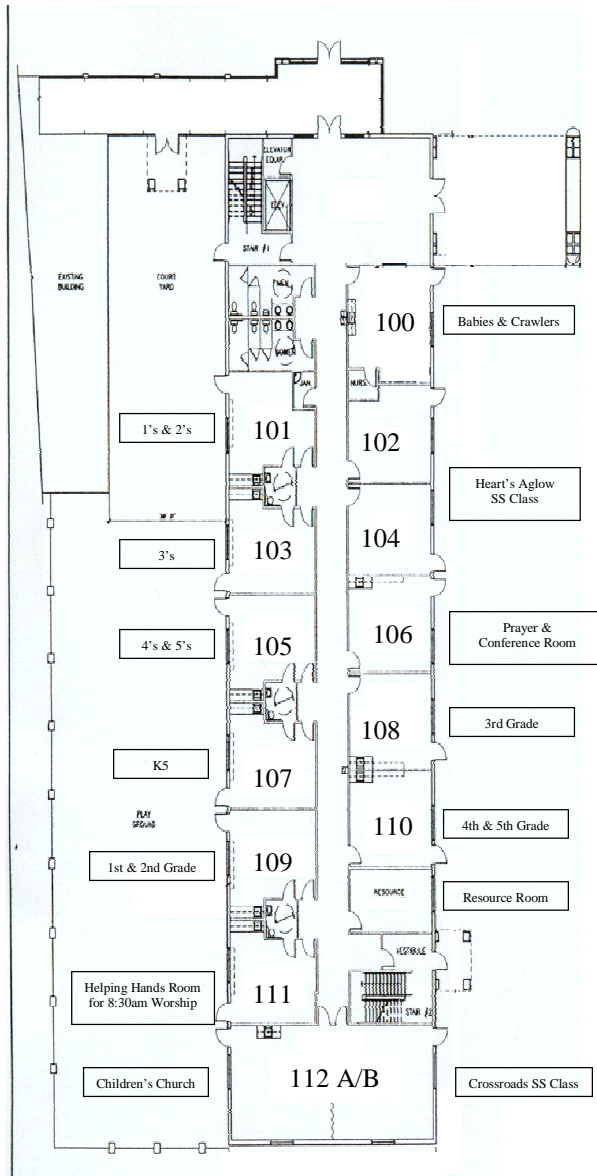 ELEVATOR
EQUIP.
ELEV.
STAIR #1
EXISTING
BUILDING
COURT
YARD
MEN
WOMEN
100
Babies & Crawlers
JAN.
NURS.
1's & 2's
101
102
Heart's Aglow
SS Class
3's
103
104
4's & 5's
105
106
Prayer &
Conference Room
108
3rd Grade
K5
107
PLAY
GROUND
110
4th & 5th Grade
1st & 2nd Grade
109
RESOURCE
Resource Room
VESTIBULE
Helping Hands Room
for 8:30am Worship
111
STAIR #2
Children's Church
112 A/B
Crossroads SS Class